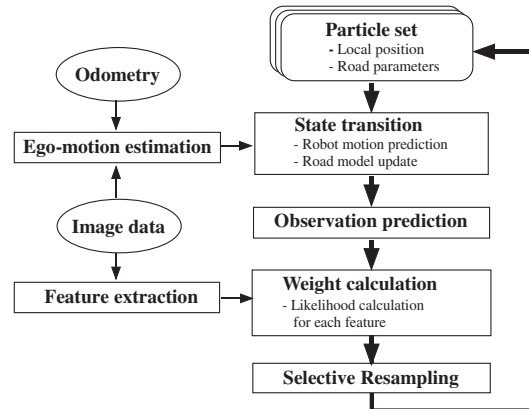 Particle set
- Local position
- Road parameters
Odometry
State transition
- Robot motion prediction
- Road model update
Ego-motion estimation
Observation prediction
Image data
Weight calculation
- Likelihood calculation
for each feature
Feature extraction
Selective Resampling